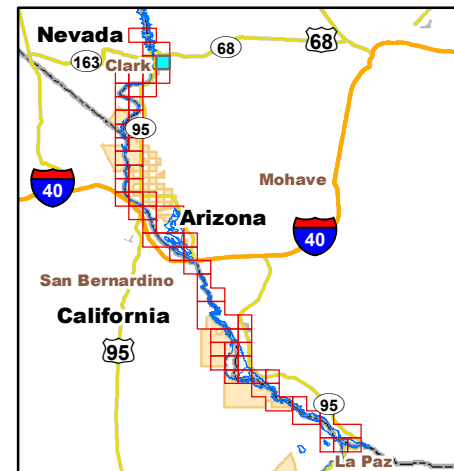 Nevada
68
68
163
Clark
95
Mohave
40
Arizona
40
San Bernardino
California
95
95
La Paz